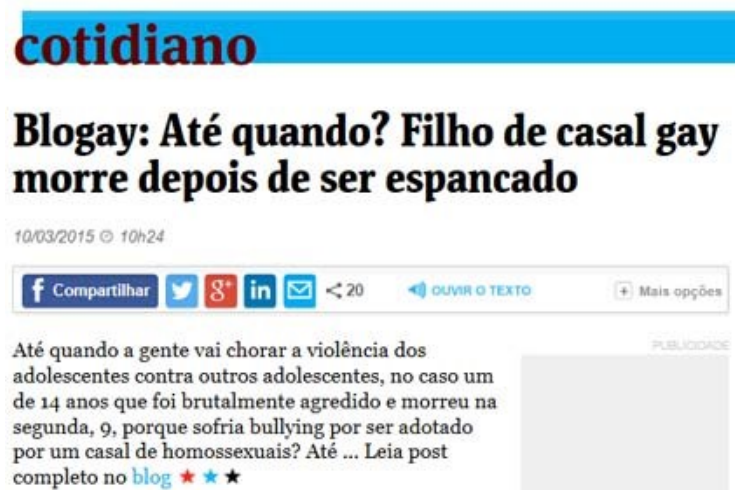 cotidiano
Blogay: Até quando? Filho de casal gay
morre depois de ser espancado
10/03/2015 10h24
f Compartilhar g+ in 20 OUVIR O TEXTO + Mais opções
PUBLICIDADE
Até quando a gente vai chorar a violência dos
adolescentes contra outros adolescentes, no caso um
de 14 anos que foi brutalmente agredido e morreu na
segunda, 9, porque sofria bullying por ser adotado
por um casal de homossexuais? Até ... Leia post
completo no blog ★ ★ ★